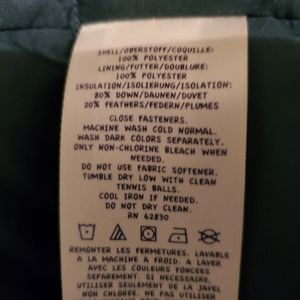 SHELL/OBERSTOFF/COQUILLE:
100% POLYESTER
LINING/FUTTER/DOUBLURE:
100% POLYESTER
INSULATION/ISOLIERUNG/ISOLATION:
80% DOWN/DAUNEN/DUVET
20% FEATHERS/FEDERN/PLUMES
CLOSE FASTENERS.
MACHINE WASH COLD NORMAL.
WASH DARK COLORS SEPARATELY.
ONLY NON-CHLORINE BLEACH WHEN
NEEDED.
DO NOT USE FABRIC SOFTENER.
TUMBLE DRY LOW WITH CLEAN
TENNIS BALLS.
COOL IRON IF NEEDED.
DO NOT DRY CLEAN.
RN 62830
REMONTER LES FERMETURES. LAVABLE
A LA MACHINE A FROID. A LAVER
AVEC LES COULEURS FONCÉES
SÉPAREMENT. SI NÉCESSAIRE,
UTILISER SEULEMENT DE LA JAVEL
NON CHLORÉE. NE PAS UTILISER